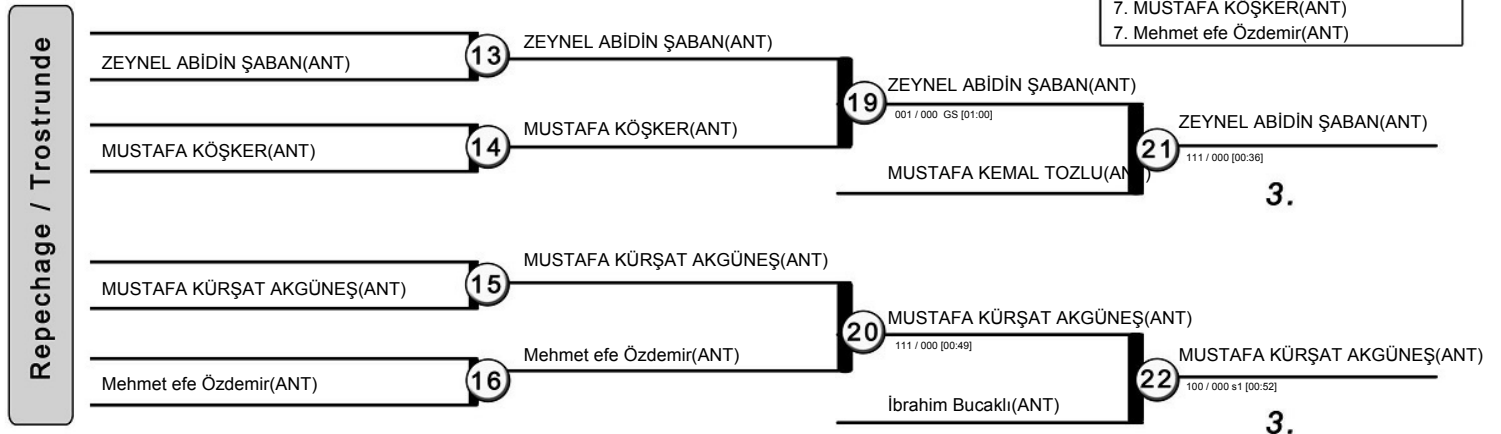 Repechage / Trostrunde
7. MUSTAFA KÖŞKER(ANT)
7. Mehmet efe Özdemir(ANT)
ZEYNEL ABİDİN ŞABAN(ANT)
13
ZEYNEL ABİDİN ŞABAN(ANT)
MUSTAFA KÖŞKER(ANT)
14
MUSTAFA KÖŞKER(ANT)
19
ZEYNEL ABİDİN ŞABAN(ANT)
001 / 000 GS [01:00]
MUSTAFA KEMAL TOZLU(ANT)
21
ZEYNEL ABİDİN ŞABAN(ANT)
111 / 000 [00:36]
3.
MUSTAFA KÜRŞAT AKGÜNEŞ(ANT)
15
MUSTAFA KÜRŞAT AKGÜNEŞ(ANT)
Mehmet efe Özdemir(ANT)
16
Mehmet efe Özdemir(ANT)
20
MUSTAFA KÜRŞAT AKGÜNEŞ(ANT)
111 / 000 [00:49]
İbrahim Bucaklı(ANT)
22
MUSTAFA KÜRŞAT AKGÜNEŞ(ANT)
100 / 000 s1 [00:52]
3.